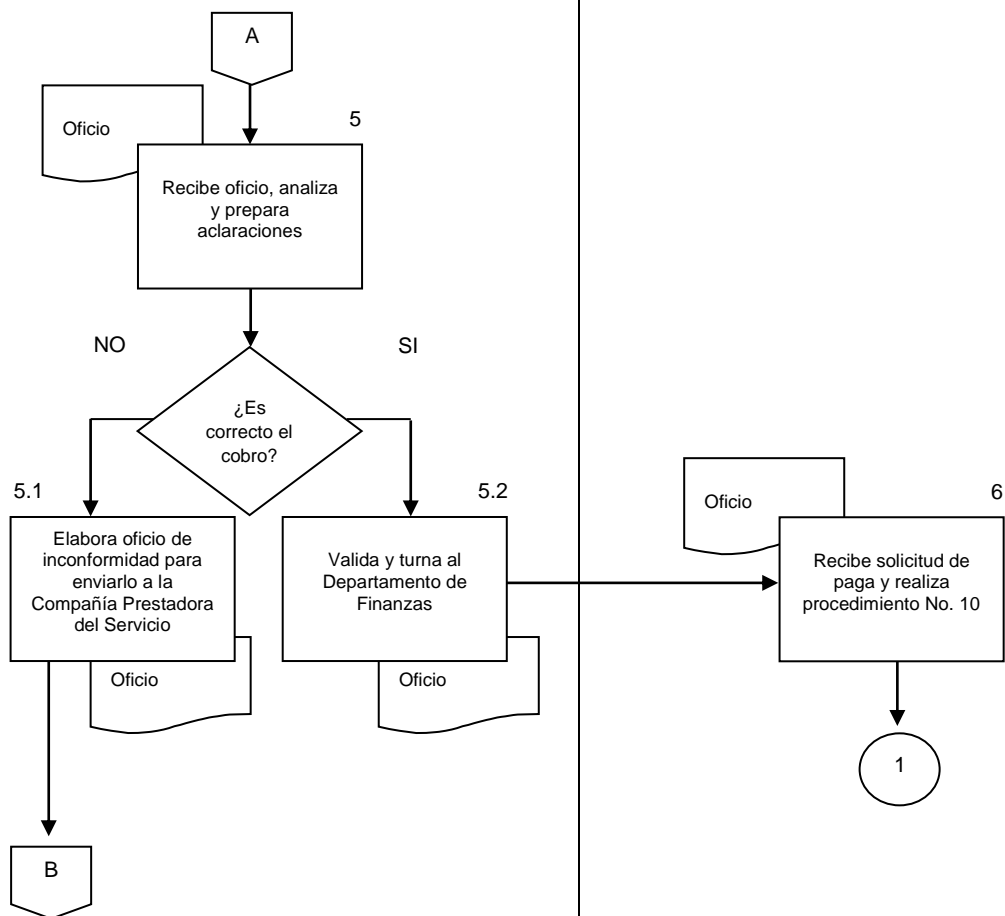 A
Oficio
5
Recibe oficio, analiza
y prepara
aclaraciones
NO
SI
¿Es
correcto el
cobro?
5.1
Elabora oficio de
inconformidad para
enviarlo a la
Compañía Prestadora
del Servicio
Oficio
5.2
Valida y turna al
Departamento de
Finanzas
Oficio
Oficio
6
Recibe solicitud de
paga y realiza
procedimiento No. 10
1
B